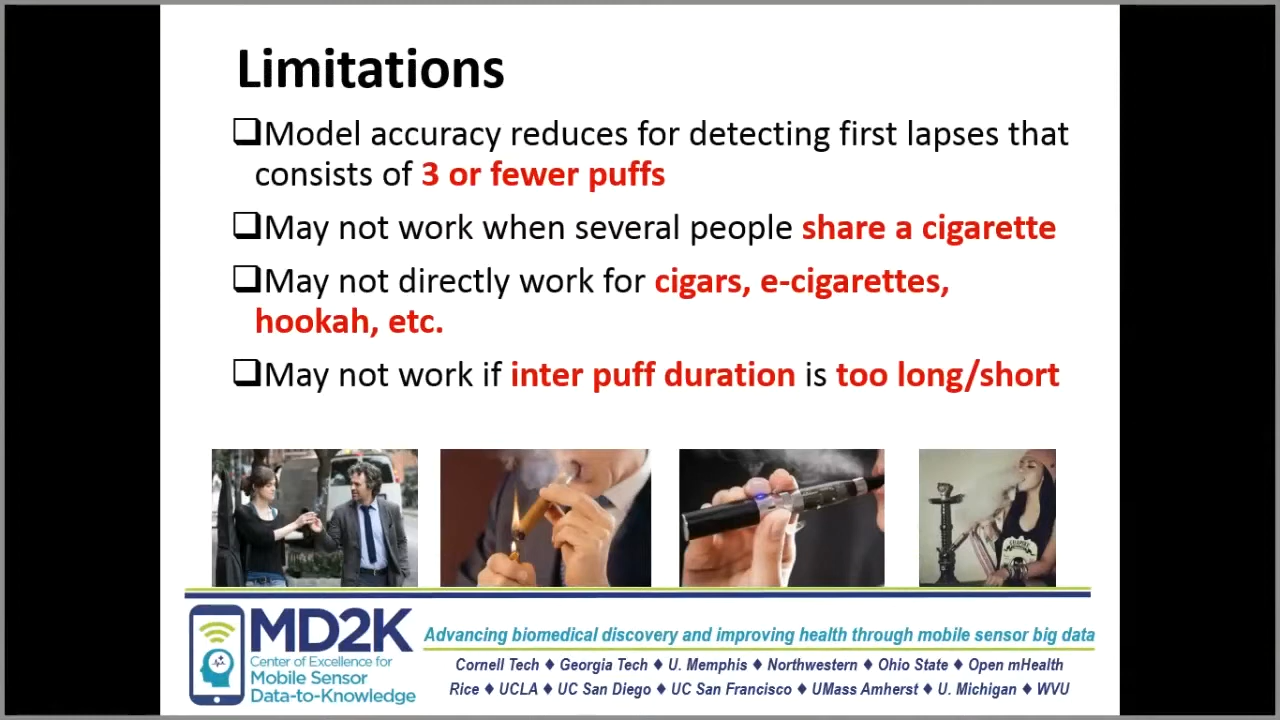 Limitations
❑Model accuracy reduces for detecting first lapses that
consists of 3 or fewer puffs
❑May not work when several people share a cigarette
❑May not directly work for cigars, e-cigarettes,
hookah, etc.
❑May not work if inter puff duration is too long/short
MD2K
Center of Excellence for
Mobile Sensor
Data-to-Knowledge
Advancing biomedical discovery and improving health through mobile sensor big data
Cornell Tech ♦ Georgia Tech ♦ U. Memphis ♦ Northwestern ♦ Ohio State ♦ Open mHealth
Rice ♦ UCLA ♦ UC San Diego ♦ UC San Francisco ♦ UMass Amherst ♦ U. Michigan ♦ WVU